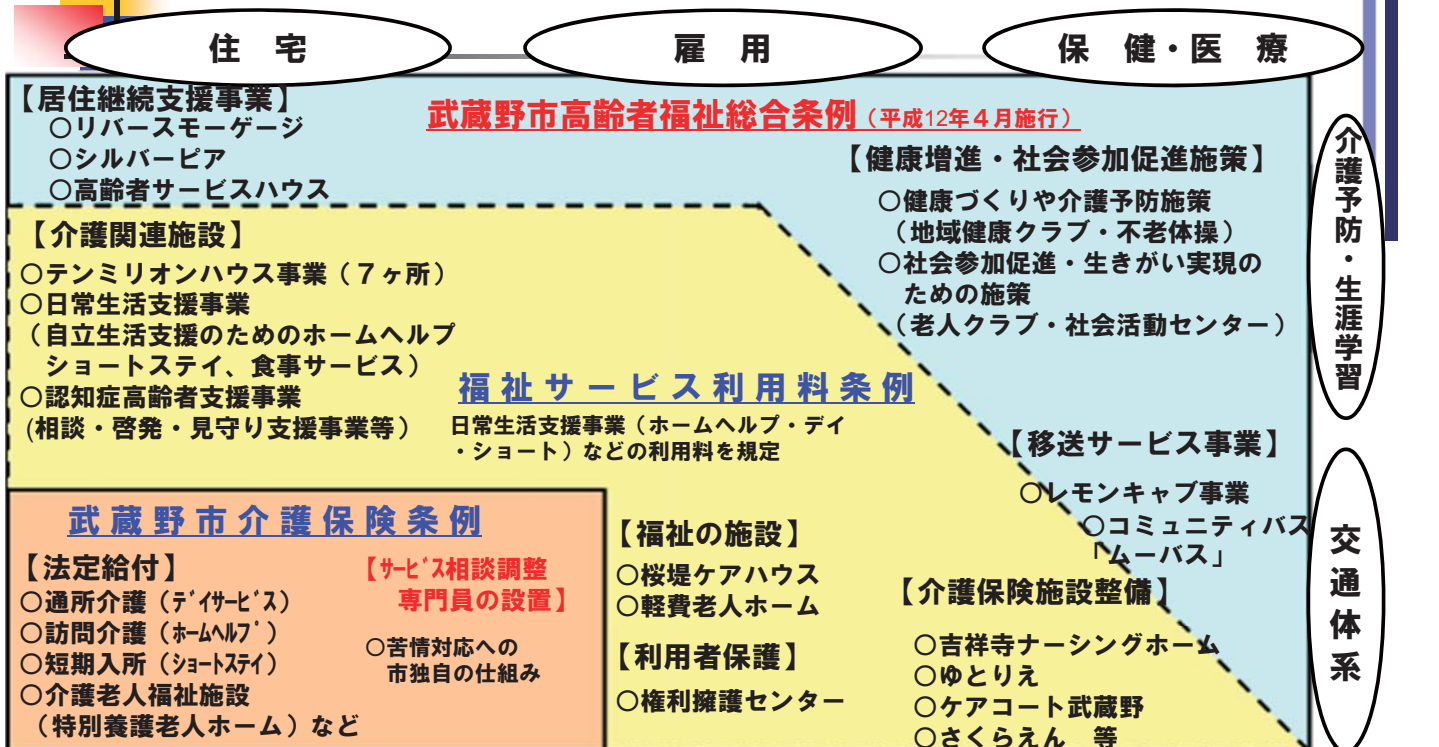 住 宅
雇 用
保 健・医 療
【居住継続支援事業】
○リバースモーゲージ
○シルバーピア
○高齢者サービスハウス
武蔵野市高齢者福祉総合条例(平成12年4月施行)
【健康増進・社会参加促進施策】
○健康づくりや介護予防施策
(地域健康クラブ・不老体操)
○社会参加促進・生きがい実現の
ための施策
(老人クラブ・社会活動センター)
介護予防・生涯学習
【介護関連施設】
○テンミリオンハウス事業(7ヶ所)
○日常生活支援事業
(自立生活支援のためのホームヘルプ
ショートステイ、食事サービス)
○認知症高齢者支援事業
(相談・啓発・見守り支援事業等)
福祉サービス利用料条例
日常生活支援事業(ホームヘルプ・デイ
・ショート)などの利用料を規定
【移送サービス事業】
○レモンキャブ事業
○コミュニティバス
「ムーバス」
交通体系
武蔵野市介護保険条例
【法定給付】
○通所介護(デイサービス)
○訪問介護(ホームヘルプ)
○短期入所(ショートステイ)
○介護老人福祉施設
(特別養護老人ホーム)など
【サービス相談調整
専門員の設置】
○苦情対応への
市独自の仕組み
【福祉の施設】
○桜堤ケアハウス
○軽費老人ホーム
【利用者保護】
○権利擁護センター
【介護保険施設整備】
○吉祥寺ナーシングホーム
○ゆとりえ
○ケアコート武蔵野
○さくらえん 等